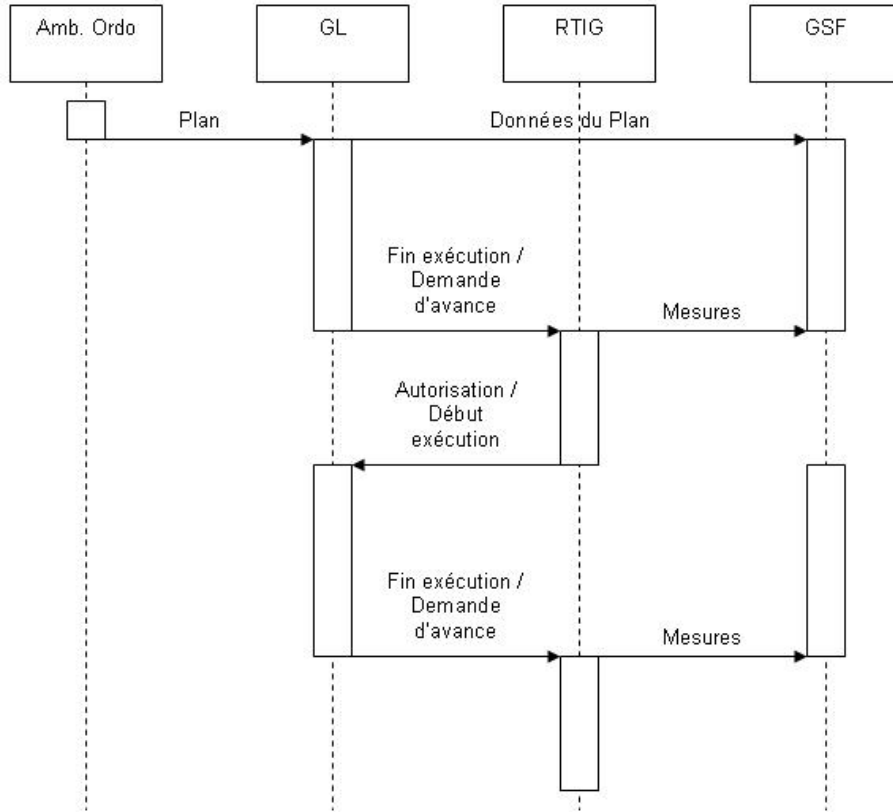 Amb. Ordo
GL
RTIG
GSF
Plan
Données du Plan
Fin exécution /
Demande
d'avance
Mesures
Autorisation /
Début
exécution
Fin exécution /
Demande
d'avance
Mesures